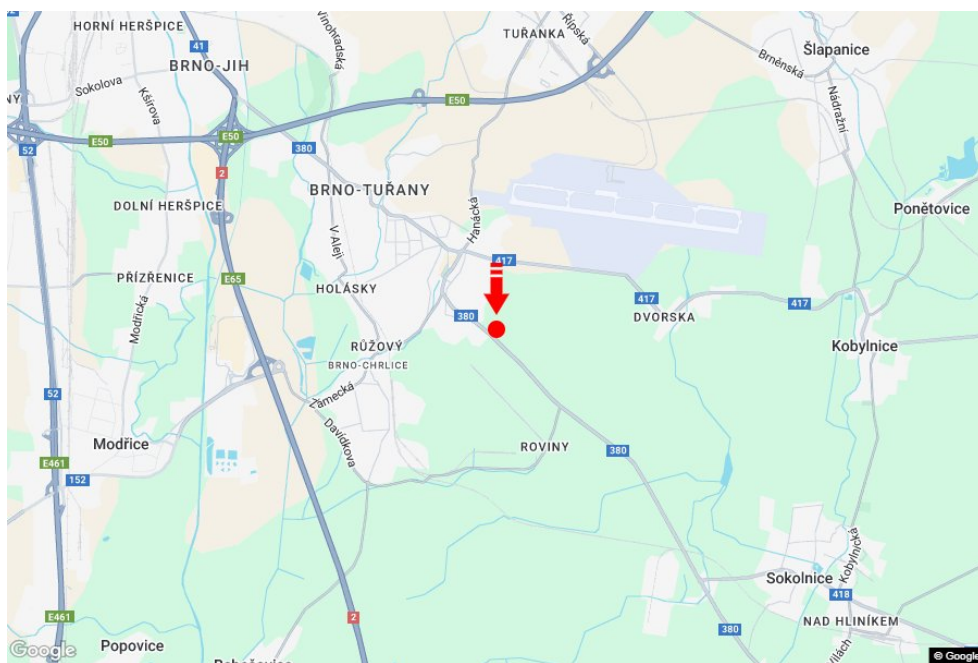 HORNÍ HERŠPICE
41
BRNO-JIH
Sokolova
Kšírova
Vinohradská
TUŘANKA
Řípská
Šlapanice
Brněnská
Nádražní
E50
E50
E50
52
2
380
BRNO-TUŘANY
DOLNÍ HERŠPICE
V Aleji
Hanácká
Ponětovice
417
PŘÍZŘENICE
Modřická
E65
HOLÁSKY
417
417
DVORSKA
380
RŮŽOVÝ
BRNO-CHRLICE
Kobylnice
Zámecká
52
Davídkova
Modřice
ROVINY
380
E461
152
Sokolnice
Kobylnická
418
2
380
NAD HLINÍKEM
E461
Popovice
Google
© Google